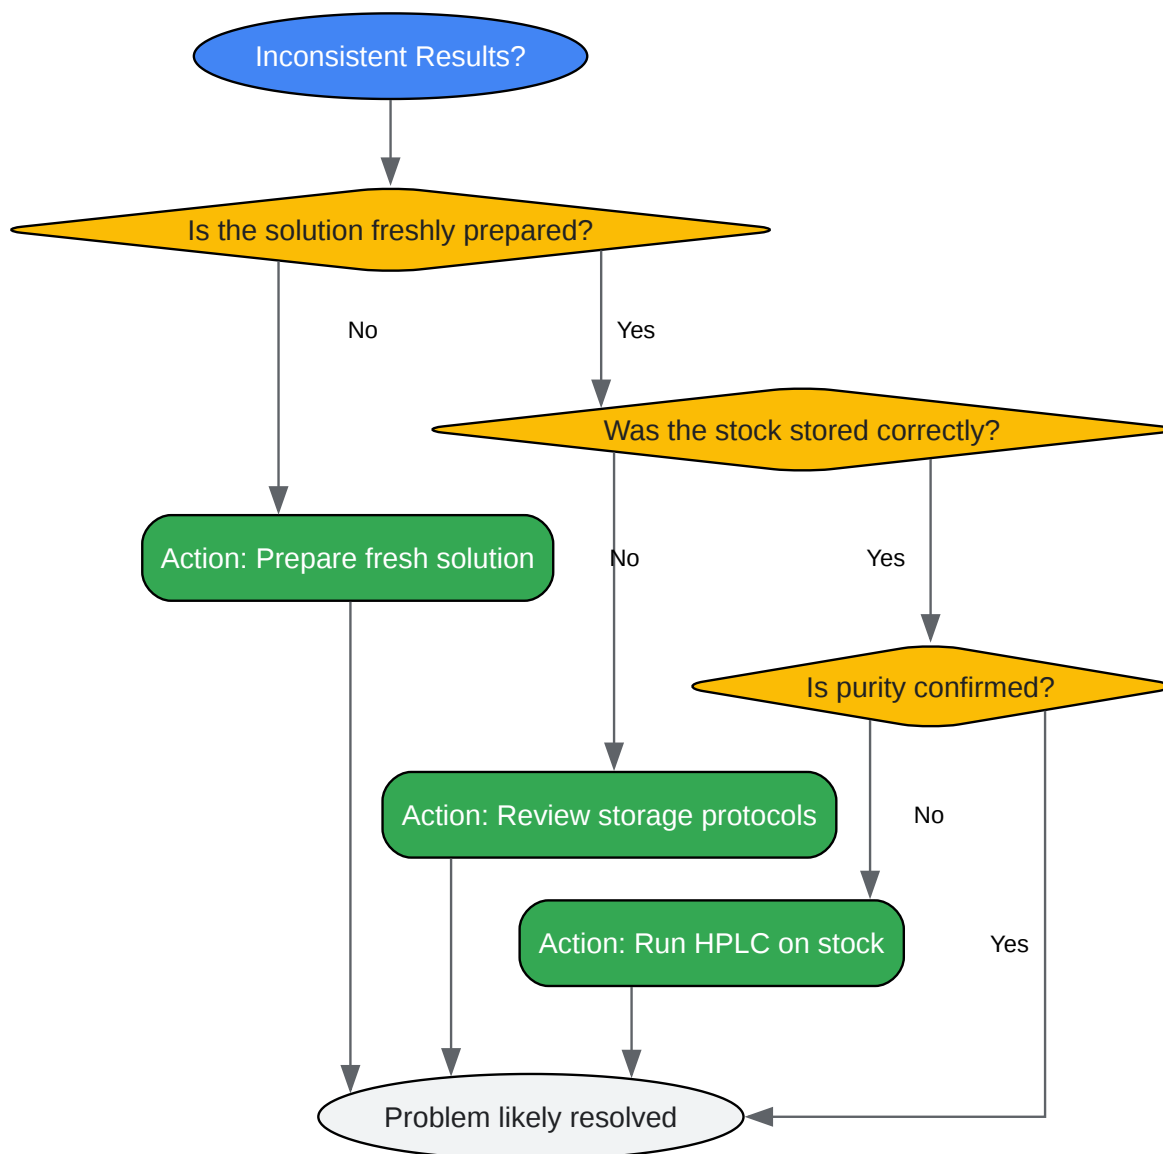 Inconsistent Results?
Is the solution freshly prepared?
No
Yes
Was the stock stored correctly?
Action: Prepare fresh solution
No
Yes
Is purity confirmed?
Action: Review storage protocols
No
Action: Run HPLC on stock
Yes
Problem likely resolved